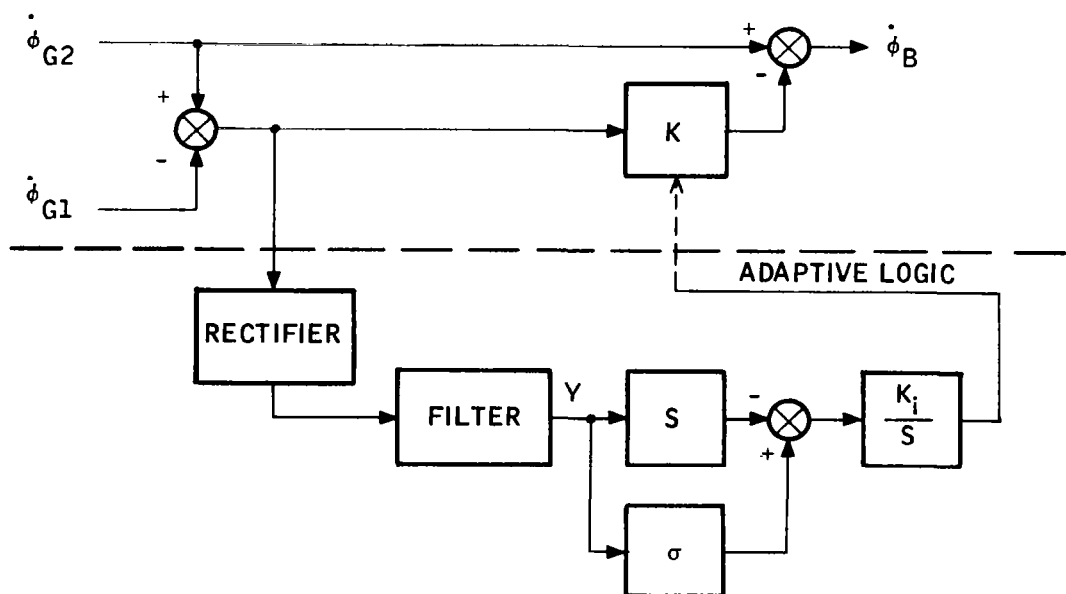 φ̇G2
+
-
φ̇B
+
-
K
φ̇G1
ADAPTIVE LOGIC
RECTIFIER
FILTER
Y
S
-
+
Ki
S
σ